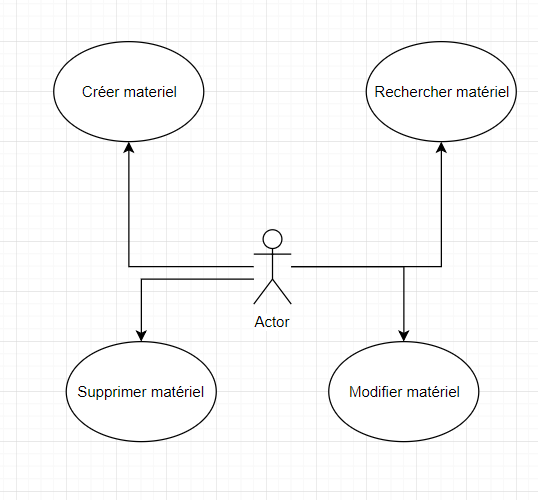 Créer materiel
Rechercher matériel
Actor
Supprimer matériel
Modifier matériel